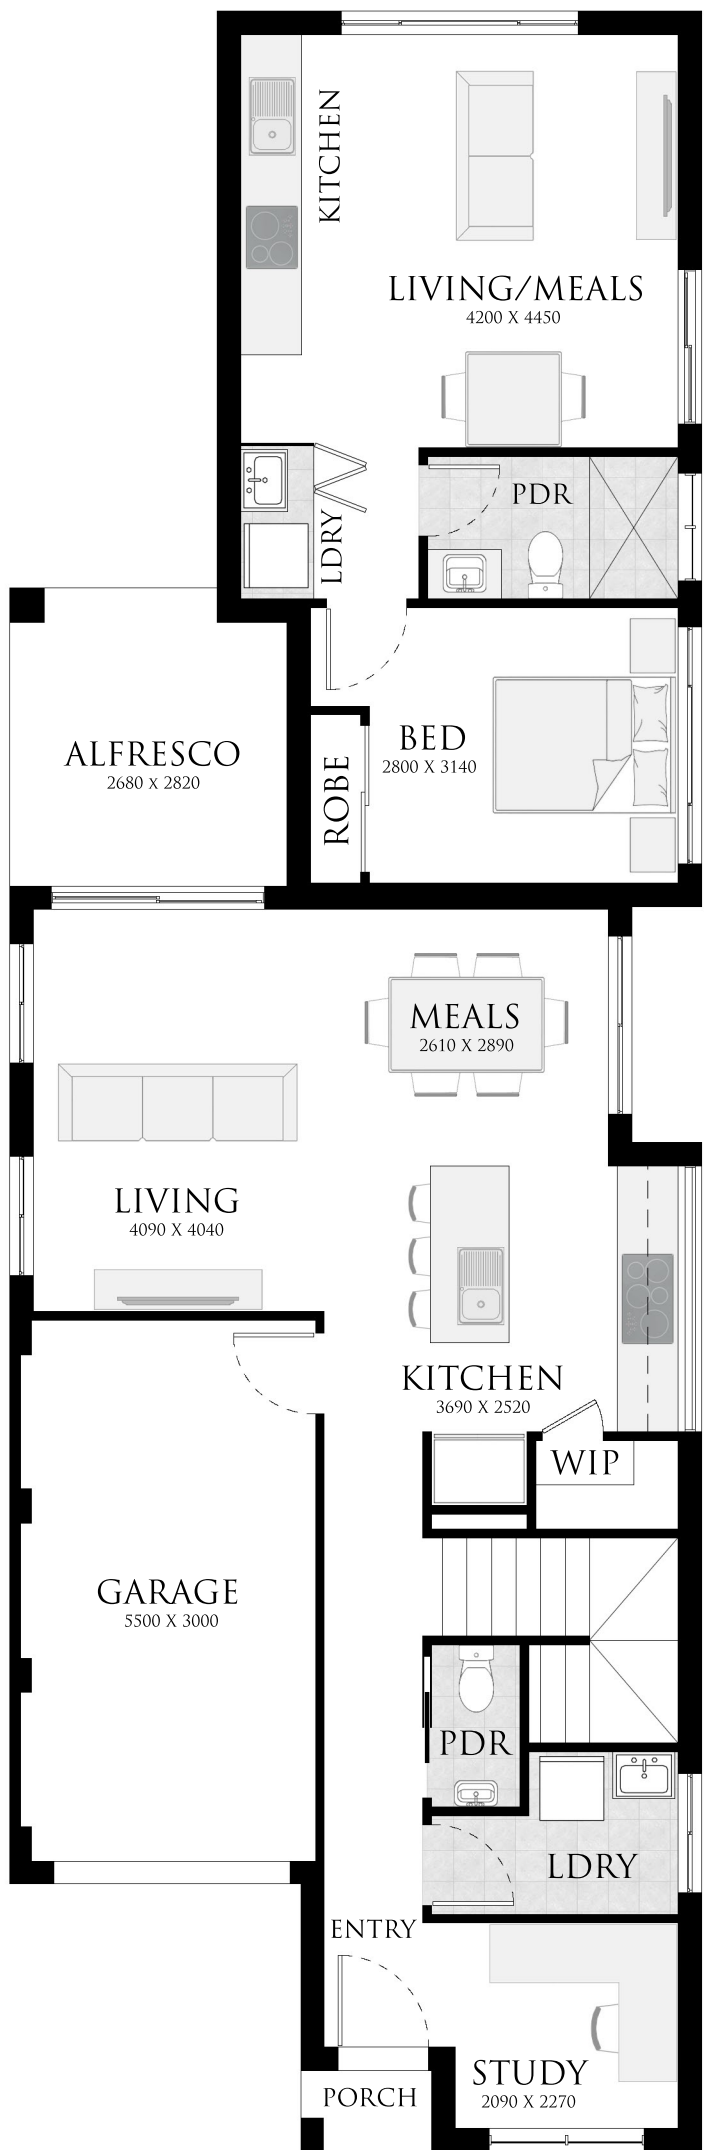 KITCHEN
LIVING/MEALS
4200 X 4450
PDR
LDRY
ALFRESCO
2680 X 2820
ROBE
BED
2800 X 3140
MEALS
2610 X 2890
LIVING
4090 X 4040
KITCHEN
3690 X 2520
WIP
GARAGE
5500 X 3000
PDR
LDRY
ENTRY
STUDY
2090 X 2270
PORCH